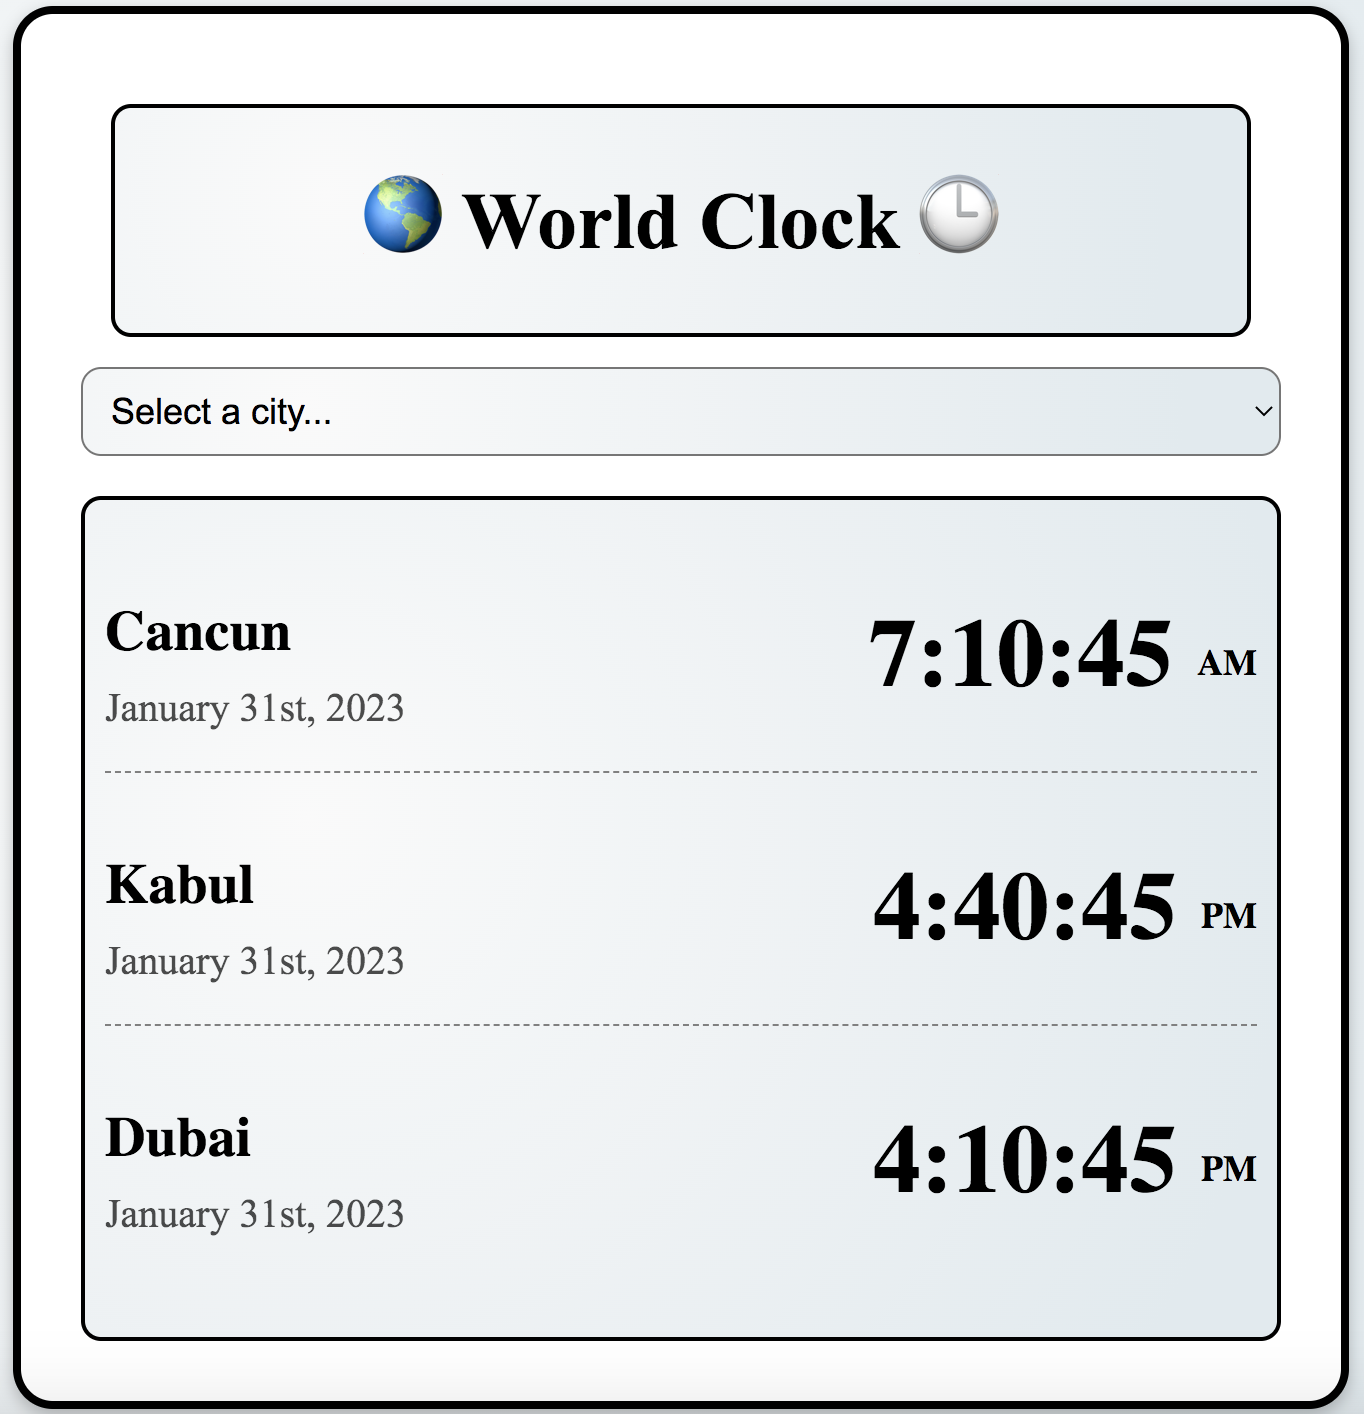 World Clock
Select a city...
Cancun
7:10:45 AM
January 31st, 2023
Kabul
4:40:45 PM
January 31st, 2023
Dubai
4:10:45 PM
January 31st, 2023